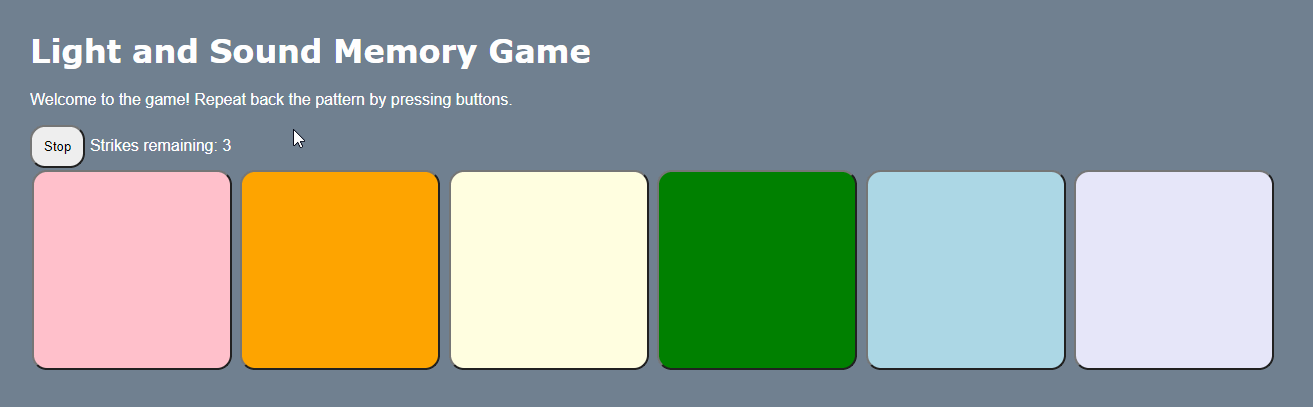 Light and Sound Memory Game
Welcome to the game! Repeat back the pattern by pressing buttons.
Stop Strikes remaining: 3